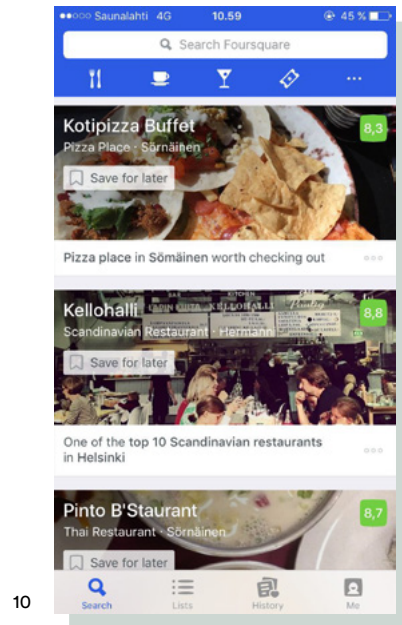 ●●○○○ Saunalahti 4G 10.59 45 %
Search Foursquare
Kotipizza Buffet
8,3
Pizza Place · Sörnäinen
Save for later
Pizza place in Sömäinen worth checking out
KELLOHALLI
Kellohalli
8,8
Scandinavian Restaurant · Hermanni
Save for later
One of the top 10 Scandinavian restaurants
in Helsinki
Pinto B'Staurant
8,7
Thai Restaurant · Sörnäinen
Save for later
Search Lists History Me
10